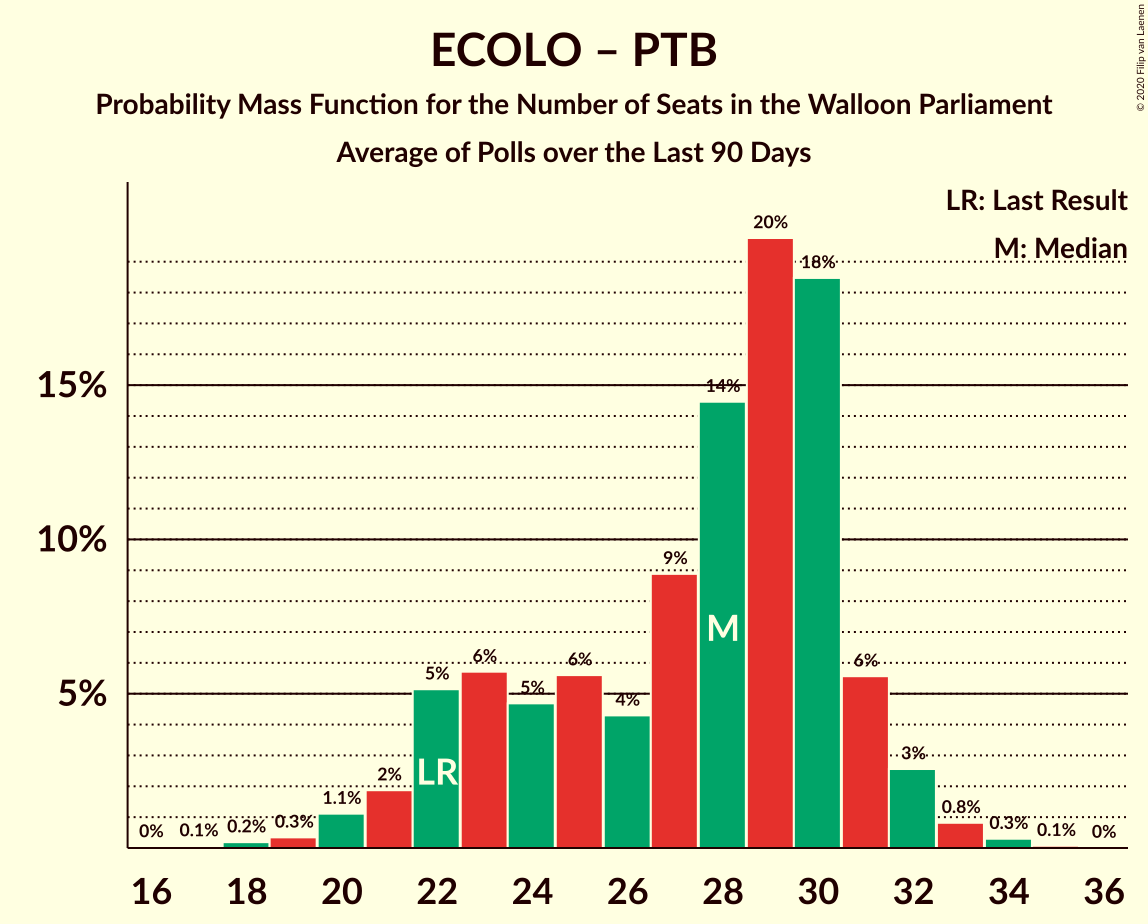 ECOLO – PTB
Probability Mass Function for the Number of Seats in the Walloon Parliament
Average of Polls over the Last 90 Days
© 2020 Filip van Laenen
LR: Last Result
M: Median
15%
10%
5%
0%
0.1%
0.2%
0.3%
1.1%
2%
5%
6%
5%
6%
4%
9%
14%
20%
18%
6%
3%
0.8%
0.3%
0.1%
0%
LR
M
16 18 20 22 24 26 28 30 32 34 36